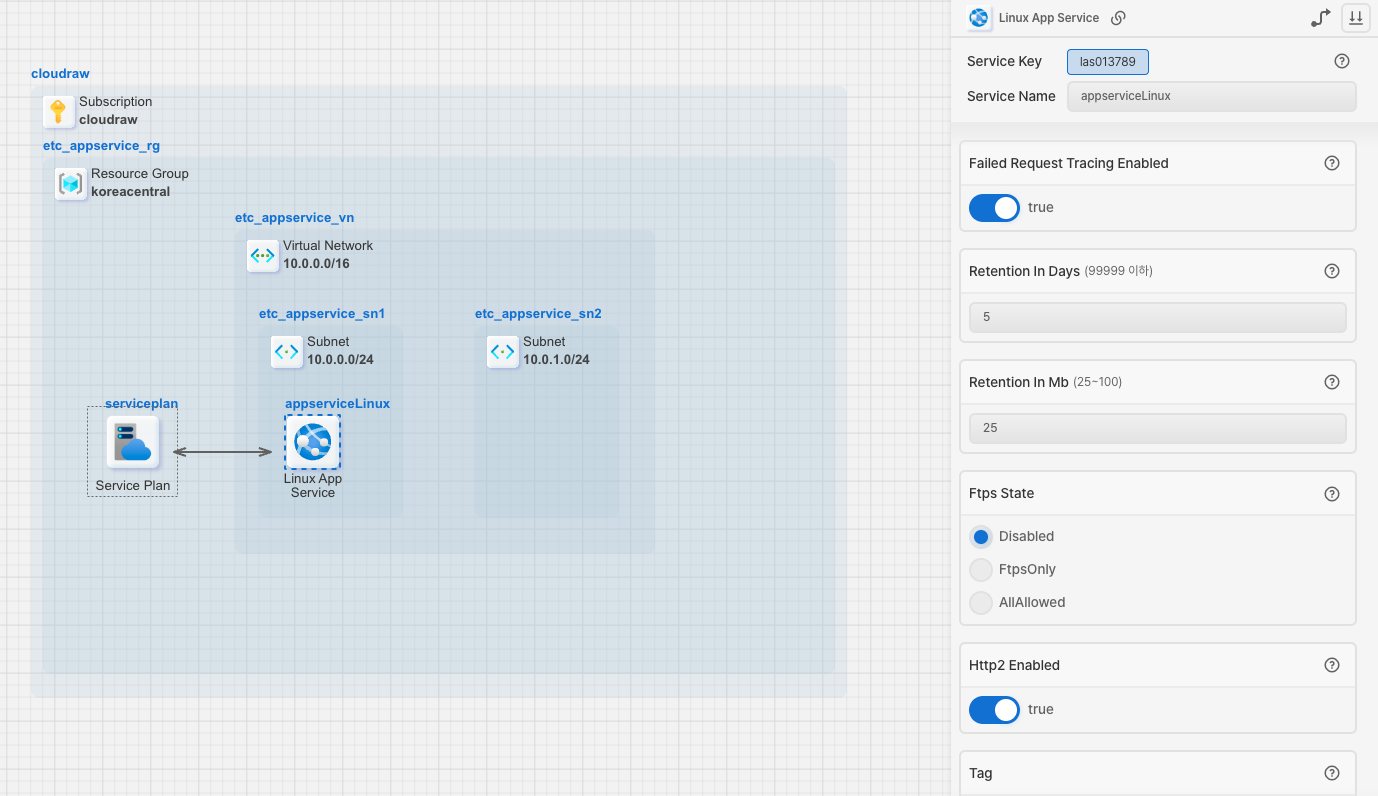 cloudraw
Subscription
cloudraw
etc_appservice_rg
Resource Group
koreacentral
etc_appservice_vn
Virtual Network
10.0.0.0/16
etc_appservice_sn1
Subnet
10.0.0.0/24
etc_appservice_sn2
Subnet
10.0.1.0/24
serviceplan
Service Plan
appserviceLinux
Linux App
Service
Linux App Service
Service Key
las013789
Service Name
appserviceLinux
Failed Request Tracing Enabled
true
Retention In Days (99999 이하)
5
Retention In Mb (25~100)
25
Ftps State
Disabled
FtpsOnly
AllAllowed
Http2 Enabled
true
Tag